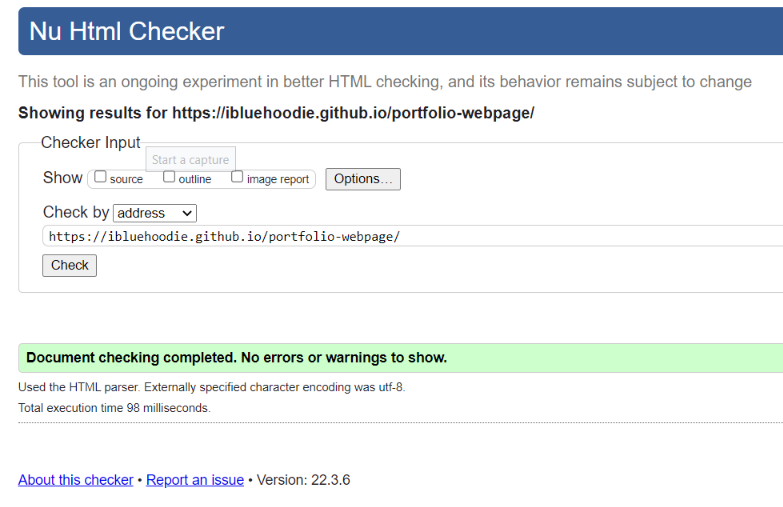 Nu Html Checker
This tool is an ongoing experiment in better HTML checking, and its behavior remains subject to change
Showing results for https://ibluehoodie.github.io/portfolio-webpage/
Checker Input
Start a capture
Show source outline image report Options...
Check by address
https://ibluehoodie.github.io/portfolio-webpage/
Check
Document checking completed. No errors or warnings to show.
Used the HTML parser. Externally specified character encoding was utf-8.
Total execution time 98 milliseconds.
About this checker • Report an issue • Version: 22.3.6